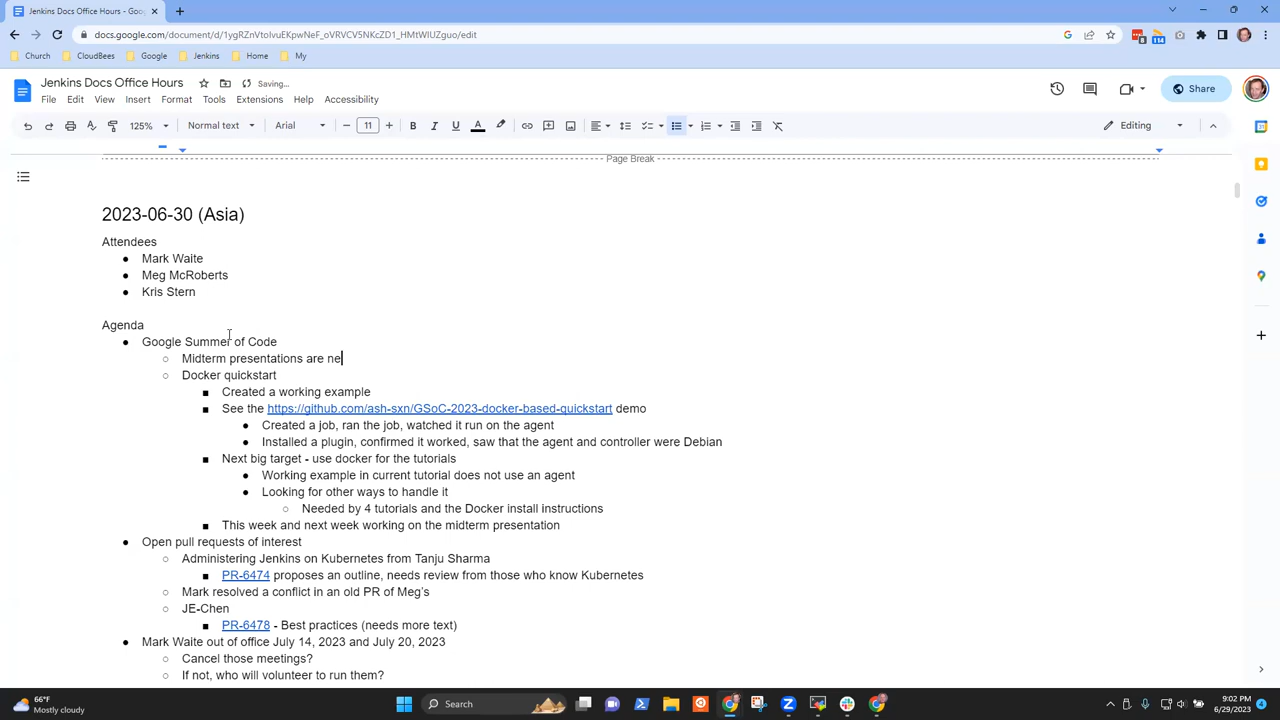 Jenkins Docs Office Hours - Goo
docs.google.com/document/d/1ygRZnVtoIvuEKpwNeF_oVRVCV5NKcZD1_HMtWIUZguo/edit
Church CloudBees Google Jenkins Home My
Jenkins Docs Office Hours Saving...
File Edit View Insert Format Tools Extensions Help Accessibility
Share
125% Normal text Arial 11 Editing
Page Break
2023-06-30 (Asia)
Attendees
● Mark Waite
● Meg McRoberts
● Kris Stern
Agenda
● Google Summer of Code
○ Midterm presentations are ne
○ Docker quickstart
■ Created a working example
■ See the https://github.com/ash-sxn/GSoC-2023-docker-based-quickstart demo
● Created a job, ran the job, watched it run on the agent
● Installed a plugin, confirmed it worked, saw that the agent and controller were Debian
■ Next big target - use docker for the tutorials
● Working example in current tutorial does not use an agent
● Looking for other ways to handle it
○ Needed by 4 tutorials and the Docker install instructions
■ This week and next week working on the midterm presentation
● Open pull requests of interest
○ Administering Jenkins on Kubernetes from Tanju Sharma
■ PR-6474 proposes an outline, needs review from those who know Kubernetes
○ Mark resolved a conflict in an old PR of Meg's
○ JE-Chen
■ PR-6478 - Best practices (needs more text)
● Mark Waite out of office July 14, 2023 and July 20, 2023
○ Cancel those meetings?
○ If not, who will volunteer to run them?
66°F
Mostly cloudy
Search
9:02 PM
6/29/2023